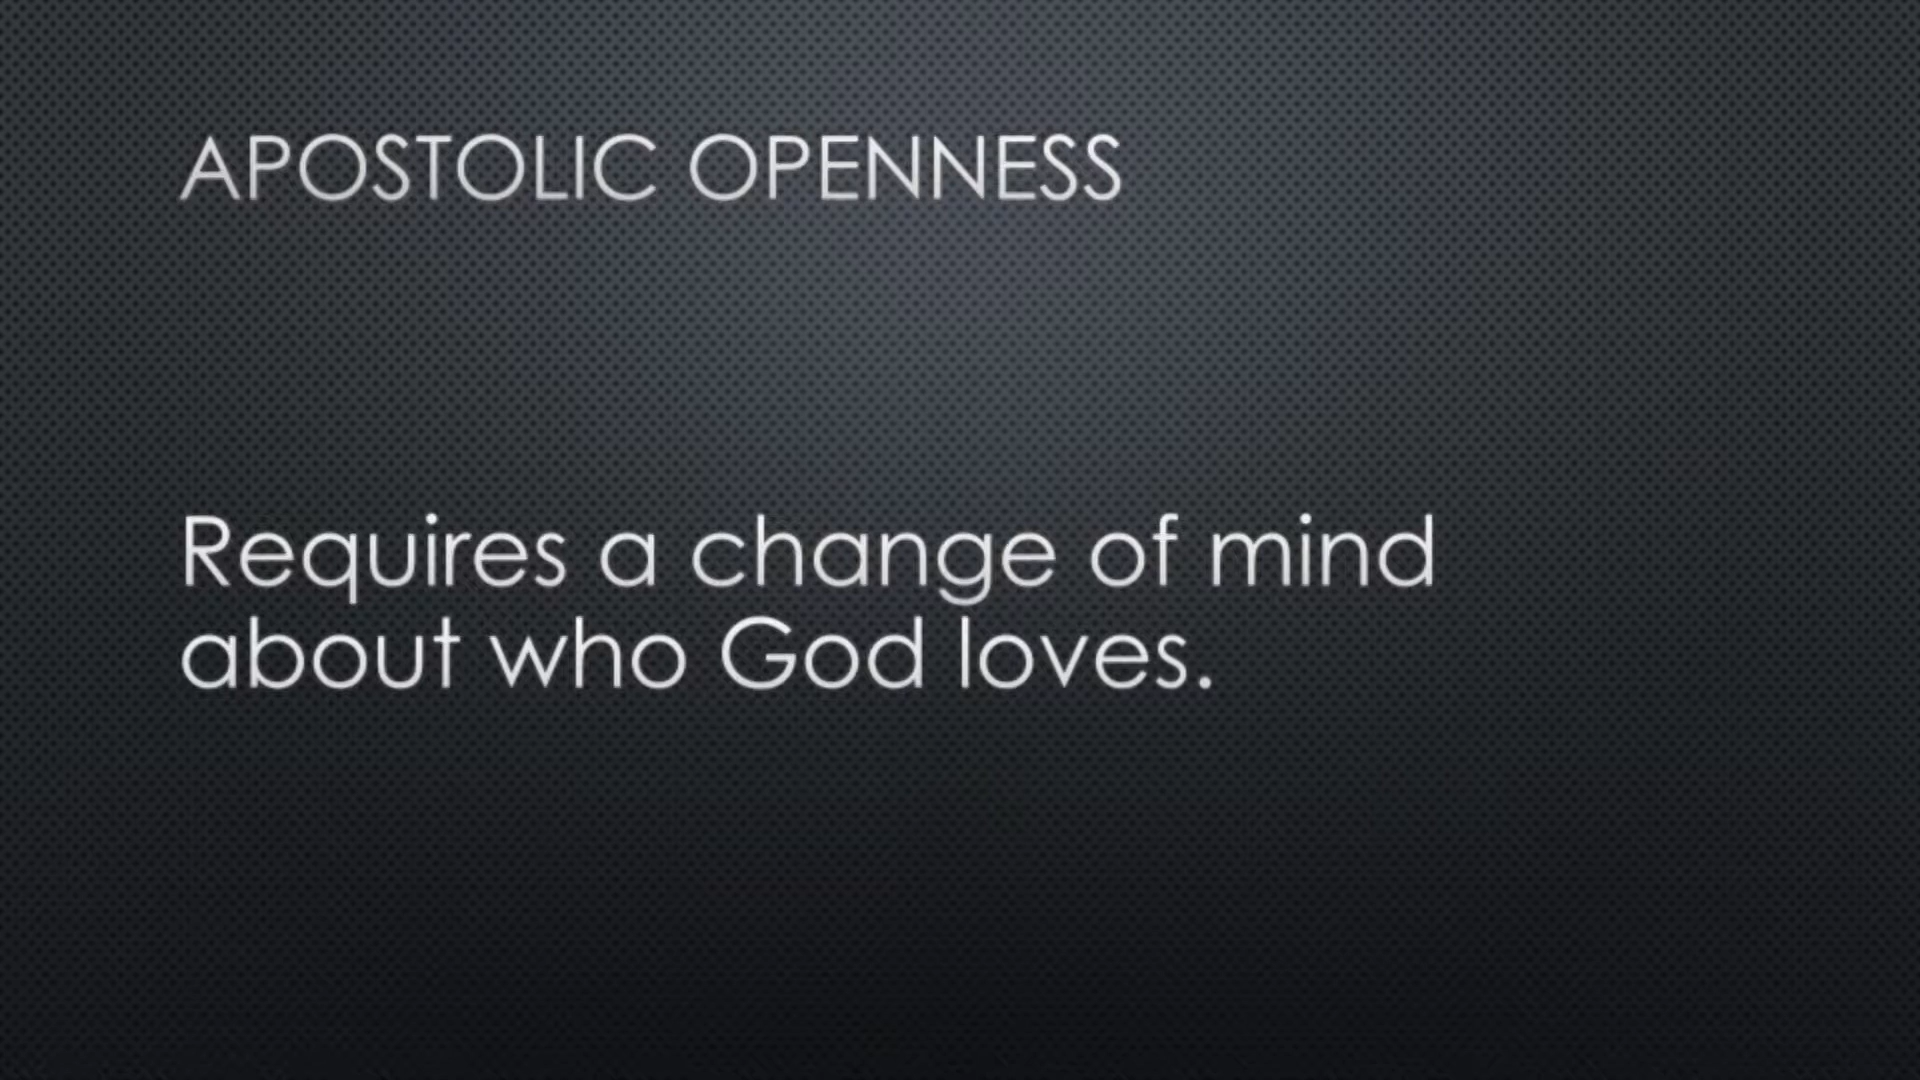 APOSTOLIC OPENNESS
Requires a change of mind
about who God loves.